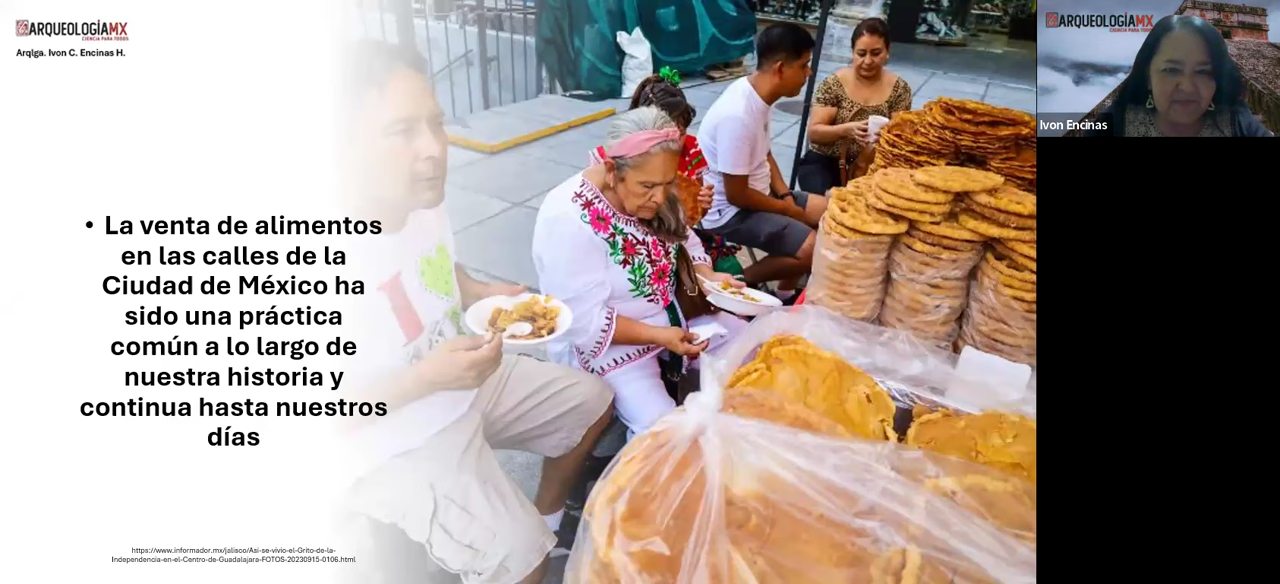 ARQUEOLOGÍAMX
CIENCIA PARA TODOS
Arqlga. Ivon C. Encinas H.
• La venta de alimentos
en las calles de la
Ciudad de México ha
sido una práctica
común a lo largo de
nuestra historia y
continua hasta nuestros
días
https://www.informador.mx/jalisco/Asi-se-vivio-el-Grito-de-la-
Independencia-en-el-Centro-de-Guadalajara-FOTOS-20230915-0106.html
ARQUEOLOGÍAMX
CIENCIA PARA TODOS
Ivon Encinas